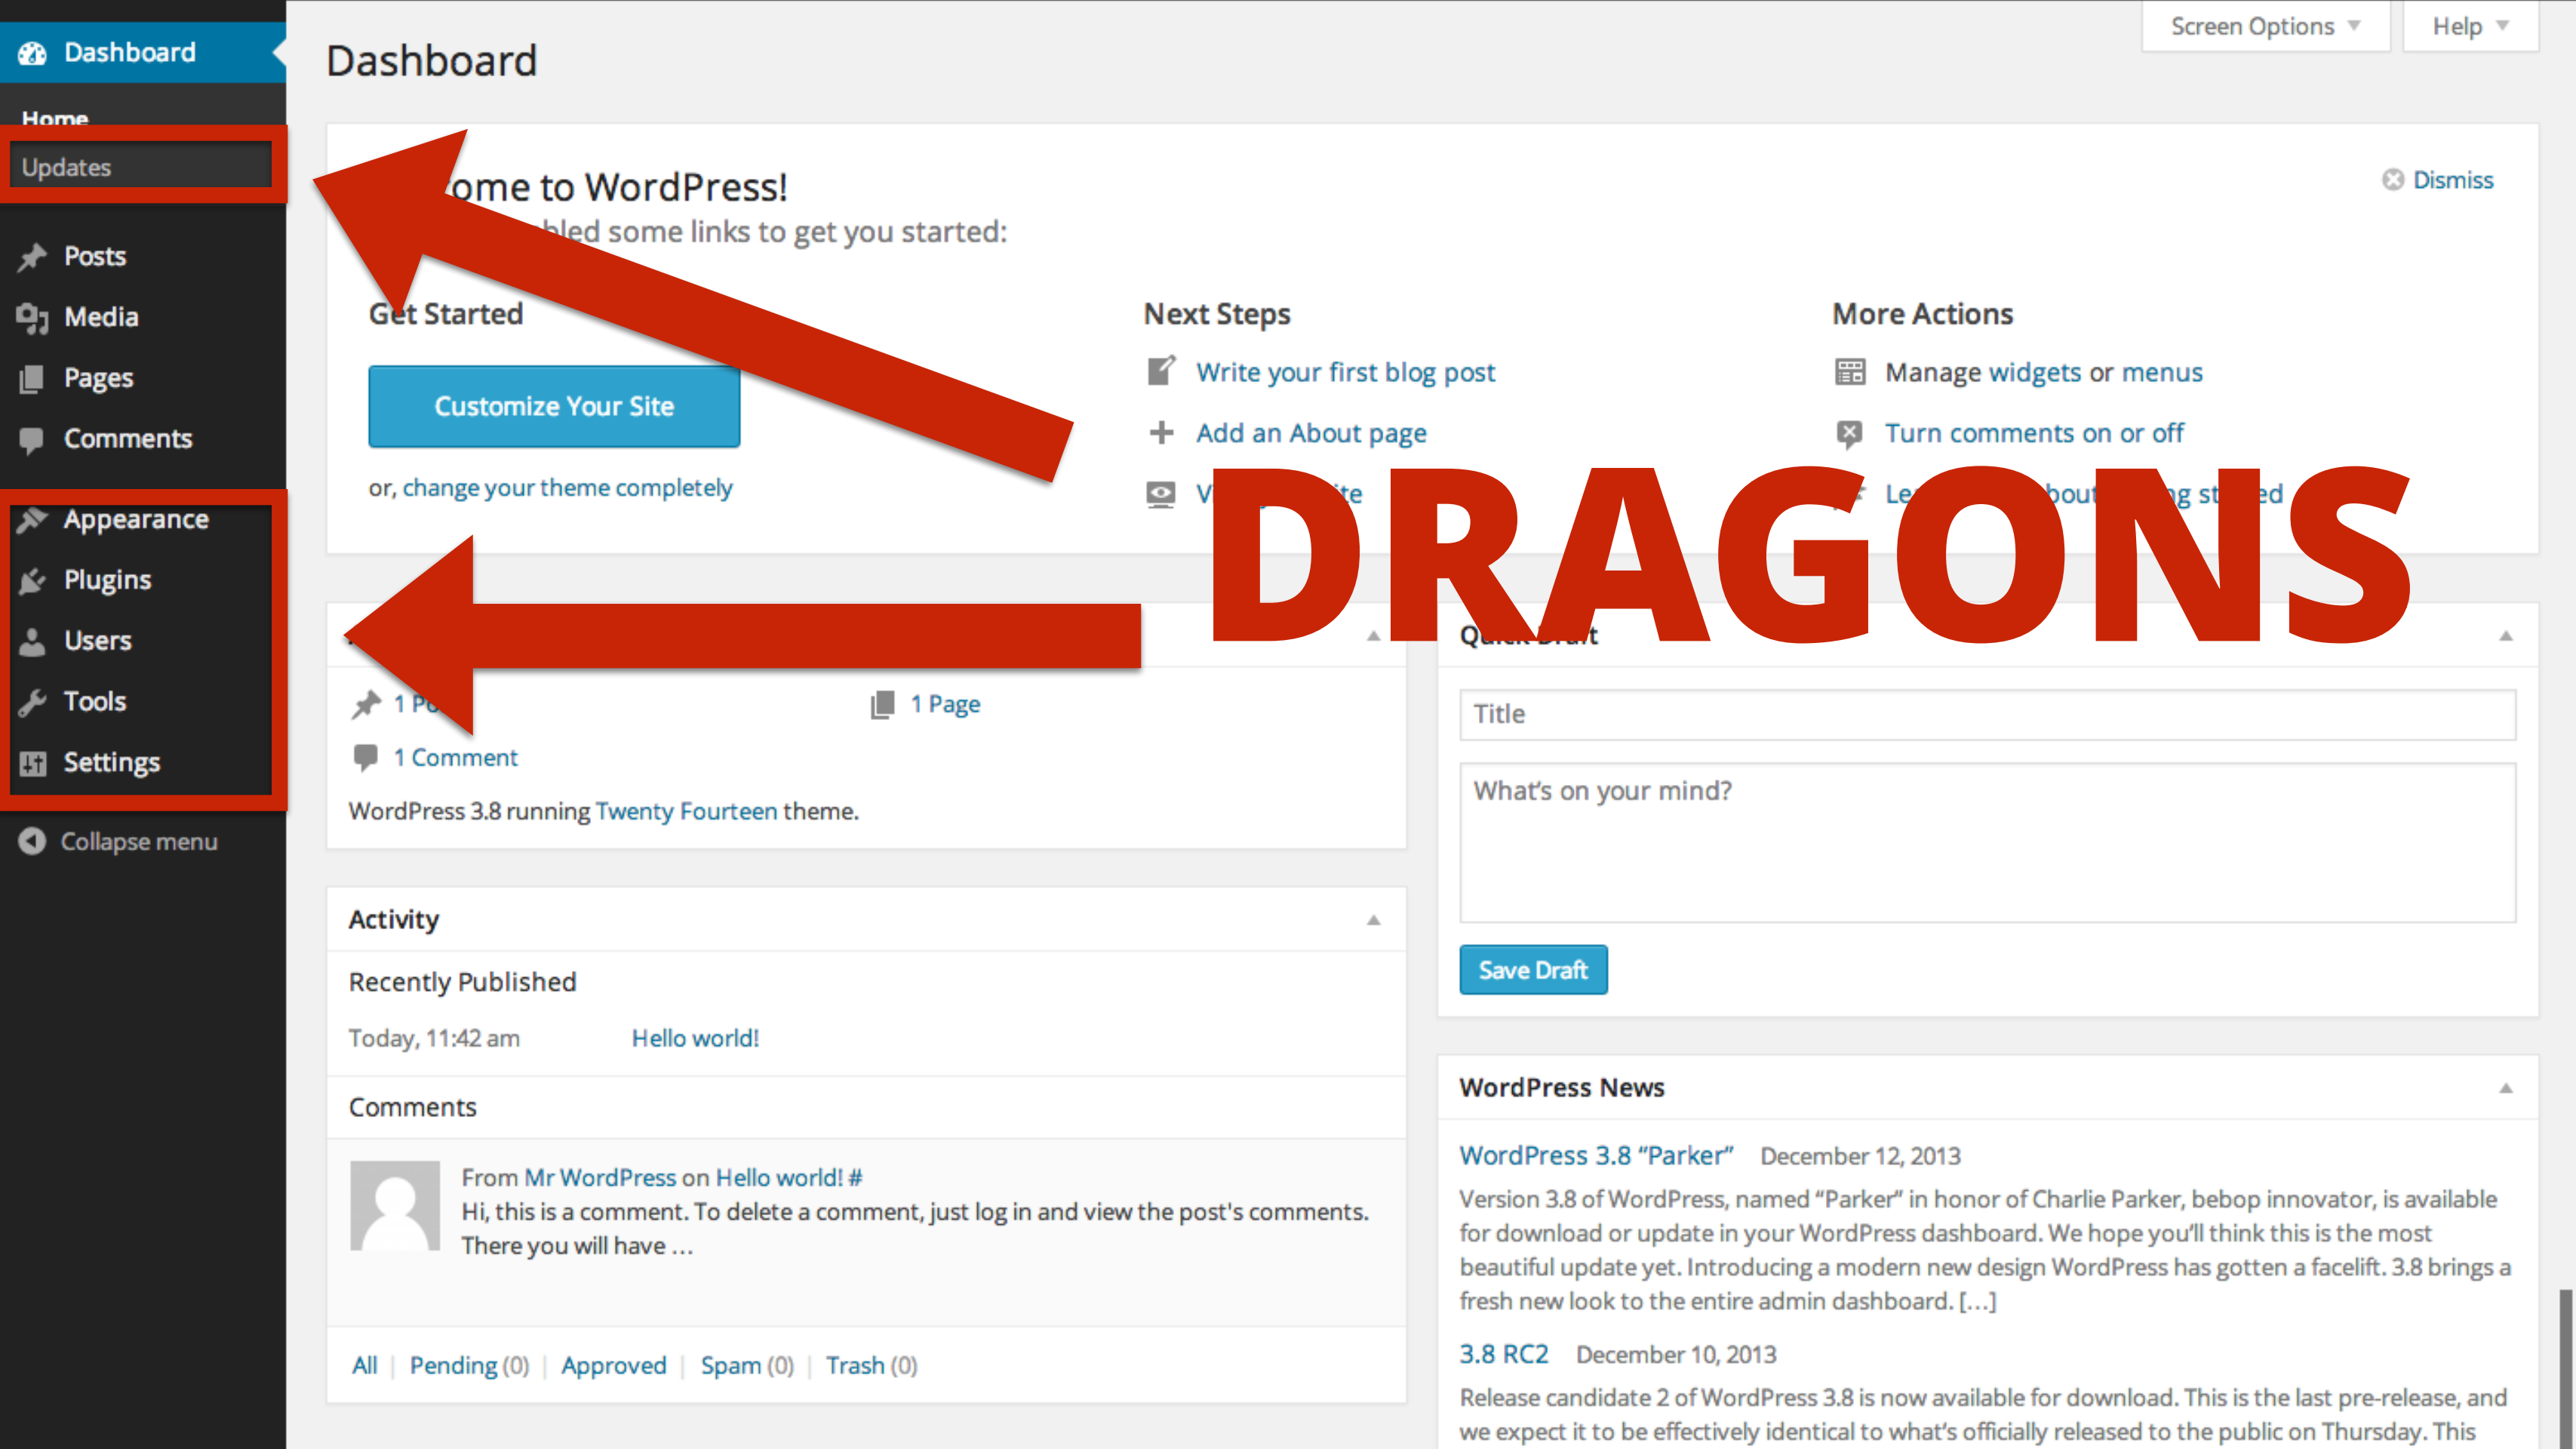 Dashboard
Home
Updates
Posts
Media
Pages
Comments
Appearance
Plugins
Users
Tools
Settings
Collapse menu
Screen Options
Help
Dashboard
to WordPress!
some links to get you started:
Dismiss
Get Started
Customize Your Site
or, change your theme completely
Next Steps
Write your first blog post
Add an About page
More Actions
Manage widgets or menus
Turn comments on or off
DRAGONS
1 Page
1 Comment
WordPress 3.8 running Twenty Fourteen theme.
Activity
Recently Published
Today, 11:42 am Hello world!
Comments
From Mr WordPress on Hello world! #
Hi, this is a comment. To delete a comment, just log in and view the post's comments.
There you will have …
All | Pending (0) | Approved | Spam (0) | Trash (0)
Quick Draft
Title
What's on your mind?
Save Draft
WordPress News
WordPress 3.8 “Parker” December 12, 2013
Version 3.8 of WordPress, named “Parker” in honor of Charlie Parker, bebop innovator, is available
for download or update in your WordPress dashboard. We hope you’ll think this is the most
beautiful update yet. Introducing a modern new design WordPress has gotten a facelift. 3.8 brings a
fresh new look to the entire admin dashboard. […]
3.8 RC2 December 10, 2013
Release candidate 2 of WordPress 3.8 is now available for download. This is the last pre-release, and
we expect it to be effectively identical to what’s officially released to the public on Thursday. This